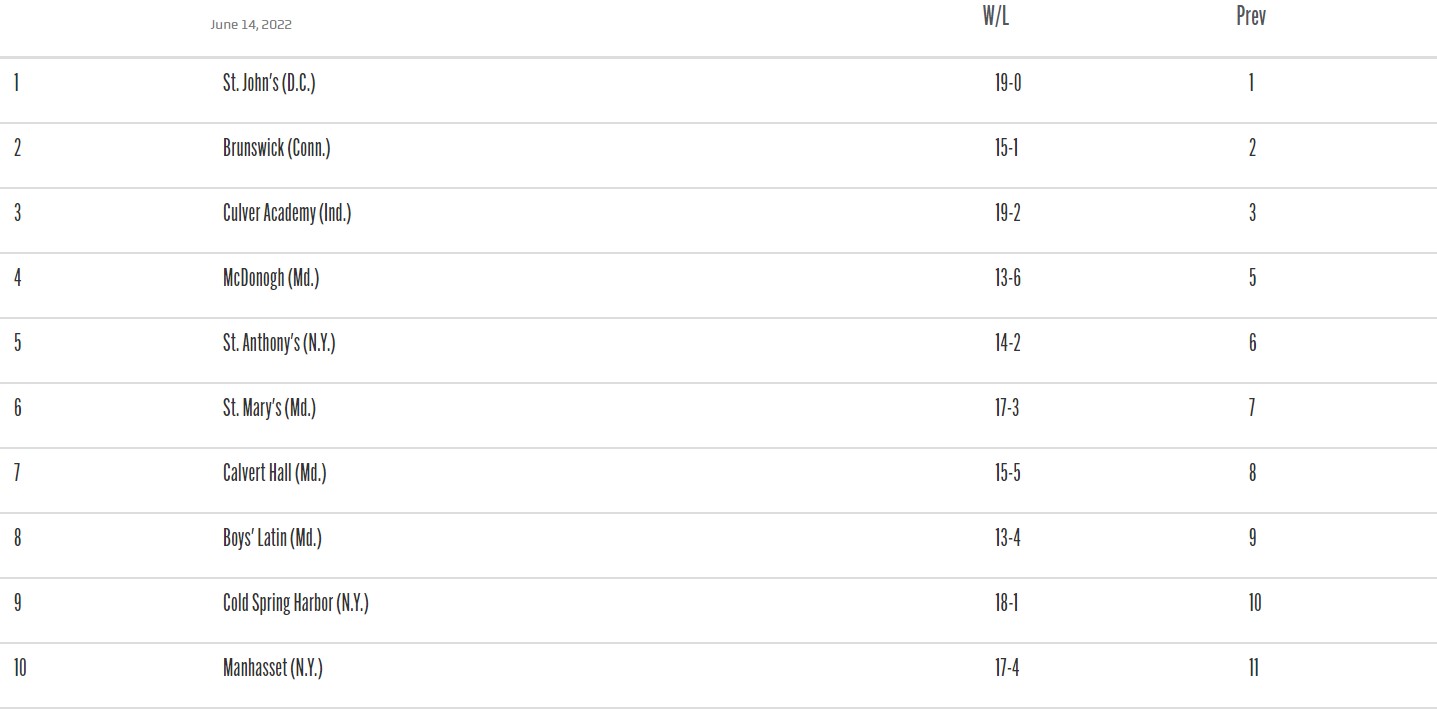 June 14, 2022 W/L Prev
1 St. John's (D.C.) 19-0 1
2 Brunswick (Conn.) 15-1 2
3 Culver Academy (Ind.) 19-2 3
4 McDonogh (Md.) 13-6 5
5 St. Anthony's (N.Y.) 14-2 6
6 St. Mary's (Md.) 17-3 7
7 Calvert Hall (Md.) 15-5 8
8 Boys' Latin (Md.) 13-4 9
9 Cold Spring Harbor (N.Y.) 18-1 10
10 Manhasset (N.Y.) 17-4 11